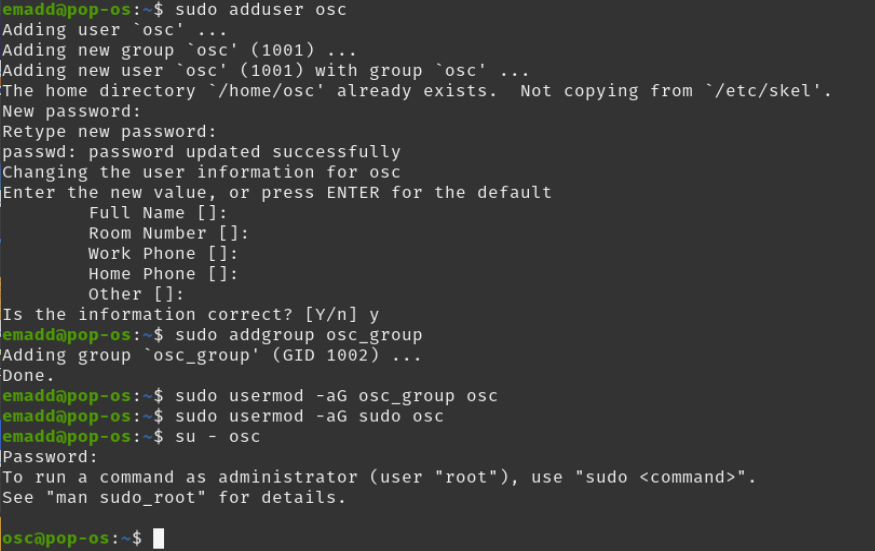 emadd@pop-os:~$ sudo adduser osc
Adding user `osc' ...
Adding new group `osc' (1001) ...
Adding new user `osc' (1001) with group `osc' ...
The home directory `/home/osc' already exists.  Not copying from `/etc/skel'.
New password:
Retype new password:
passwd: password updated successfully
Changing the user information for osc
Enter the new value, or press ENTER for the default
        Full Name []:
        Room Number []:
        Work Phone []:
        Home Phone []:
        Other []:
Is the information correct? [Y/n] y
emadd@pop-os:~$ sudo addgroup osc_group
Adding group `osc_group' (GID 1002) ...
Done.
emadd@pop-os:~$ sudo usermod -aG osc_group osc
emadd@pop-os:~$ sudo usermod -aG sudo osc
emadd@pop-os:~$ su - osc
Password:
To run a command as administrator (user "root"), use "sudo <command>".
See "man sudo_root" for details.

osc@pop-os:~$